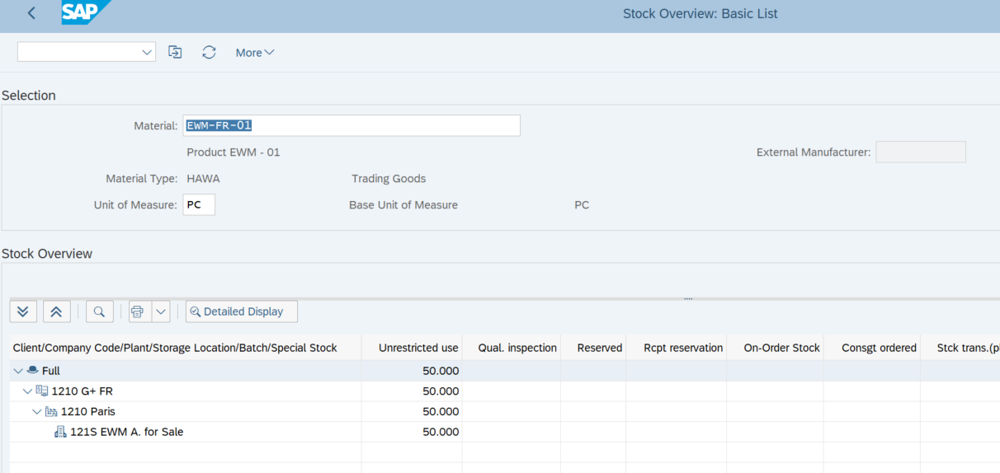 SAP
Stock Overview: Basic List
More
Selection
Material: EWM-FR-01
Product EWM - 01
External Manufacturer:
Material Type: HAWA Trading Goods
Unit of Measure: PC Base Unit of Measure PC
Stock Overview
Detailed Display
Client/Company Code/Plant/Storage Location/Batch/Special Stock Unrestricted use Qual. inspection Reserved Rcpt reservation On-Order Stock Consgt ordered Stck trans.(pl
Full 50.000
1210 G+ FR 50.000
1210 Paris 50.000
121S EWM A. for Sale 50.000